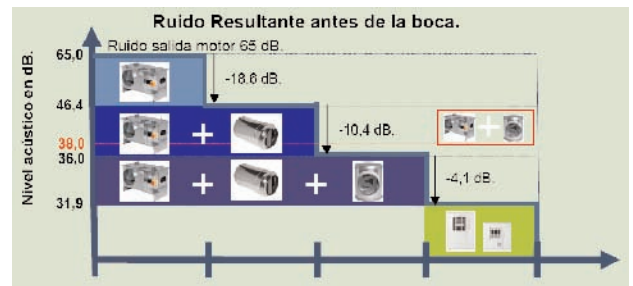 Ruido Resultante antes de la boca.
Ruido salida motor 65 dB.
Nivel acústico en dB.
65,0
-18,6 dB.
46,4
+
-10,4 dB.
+
38,0
36,0
+
+
-4,1 dB.
31,9